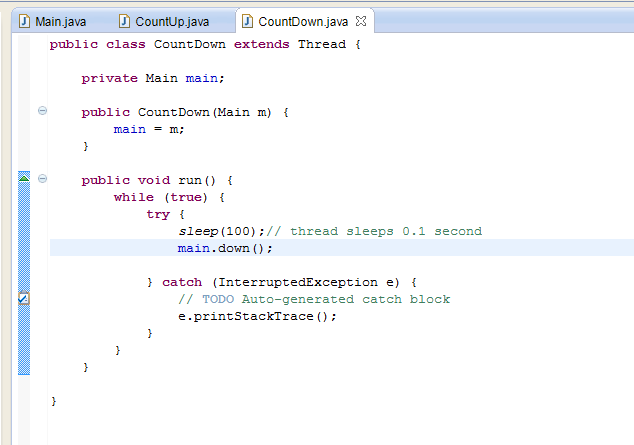 Main.java CountUp.java CountDown.java
public class CountDown extends Thread {
private Main main;
public CountDown(Main m) {
main = m;
}
public void run() {
while (true) {
try {
sleep(100);// thread sleeps 0.1 second
main.down();
} catch (InterruptedException e) {
// TODO Auto-generated catch block
e.printStackTrace();
}
}
}
}